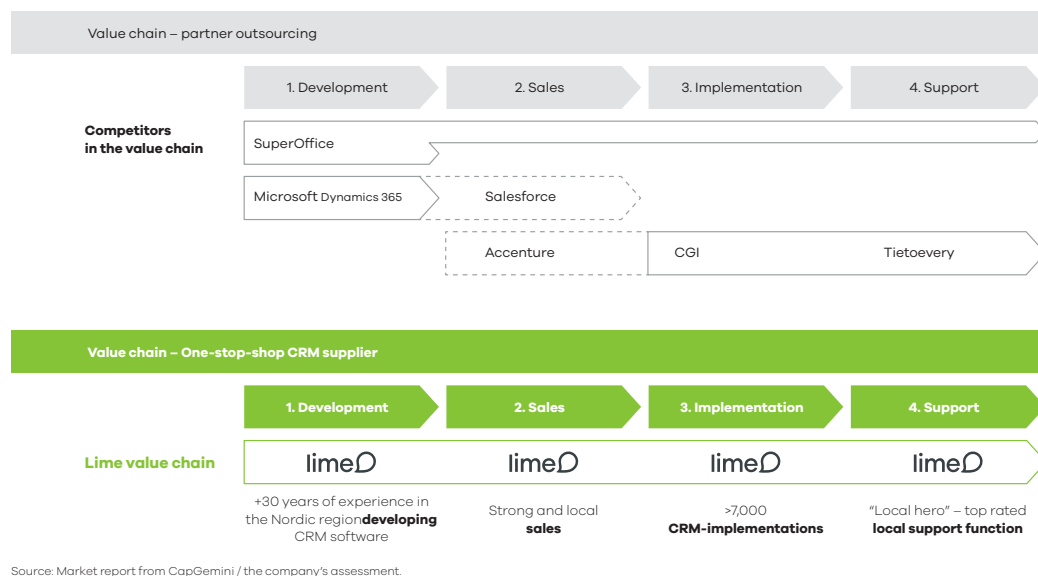 Value chain – partner outsourcing
1. Development
2. Sales
3. Implementation
4. Support
Competitors
in the value chain
SuperOffice
Microsoft Dynamics 365
Salesforce
Accenture
CGI
Tietoevery
Value chain – One-stop-shop CRM supplier
1. Development
2. Sales
3. Implementation
4. Support
Lime value chain
lime
lime
lime
lime
+30 years of experience in
the Nordic regiondeveloping
CRM software
Strong and local
sales
>7,000
CRM-implementations
“Local hero” – top rated
local support function
Source: Market report from CapGemini / the company’s assessment.